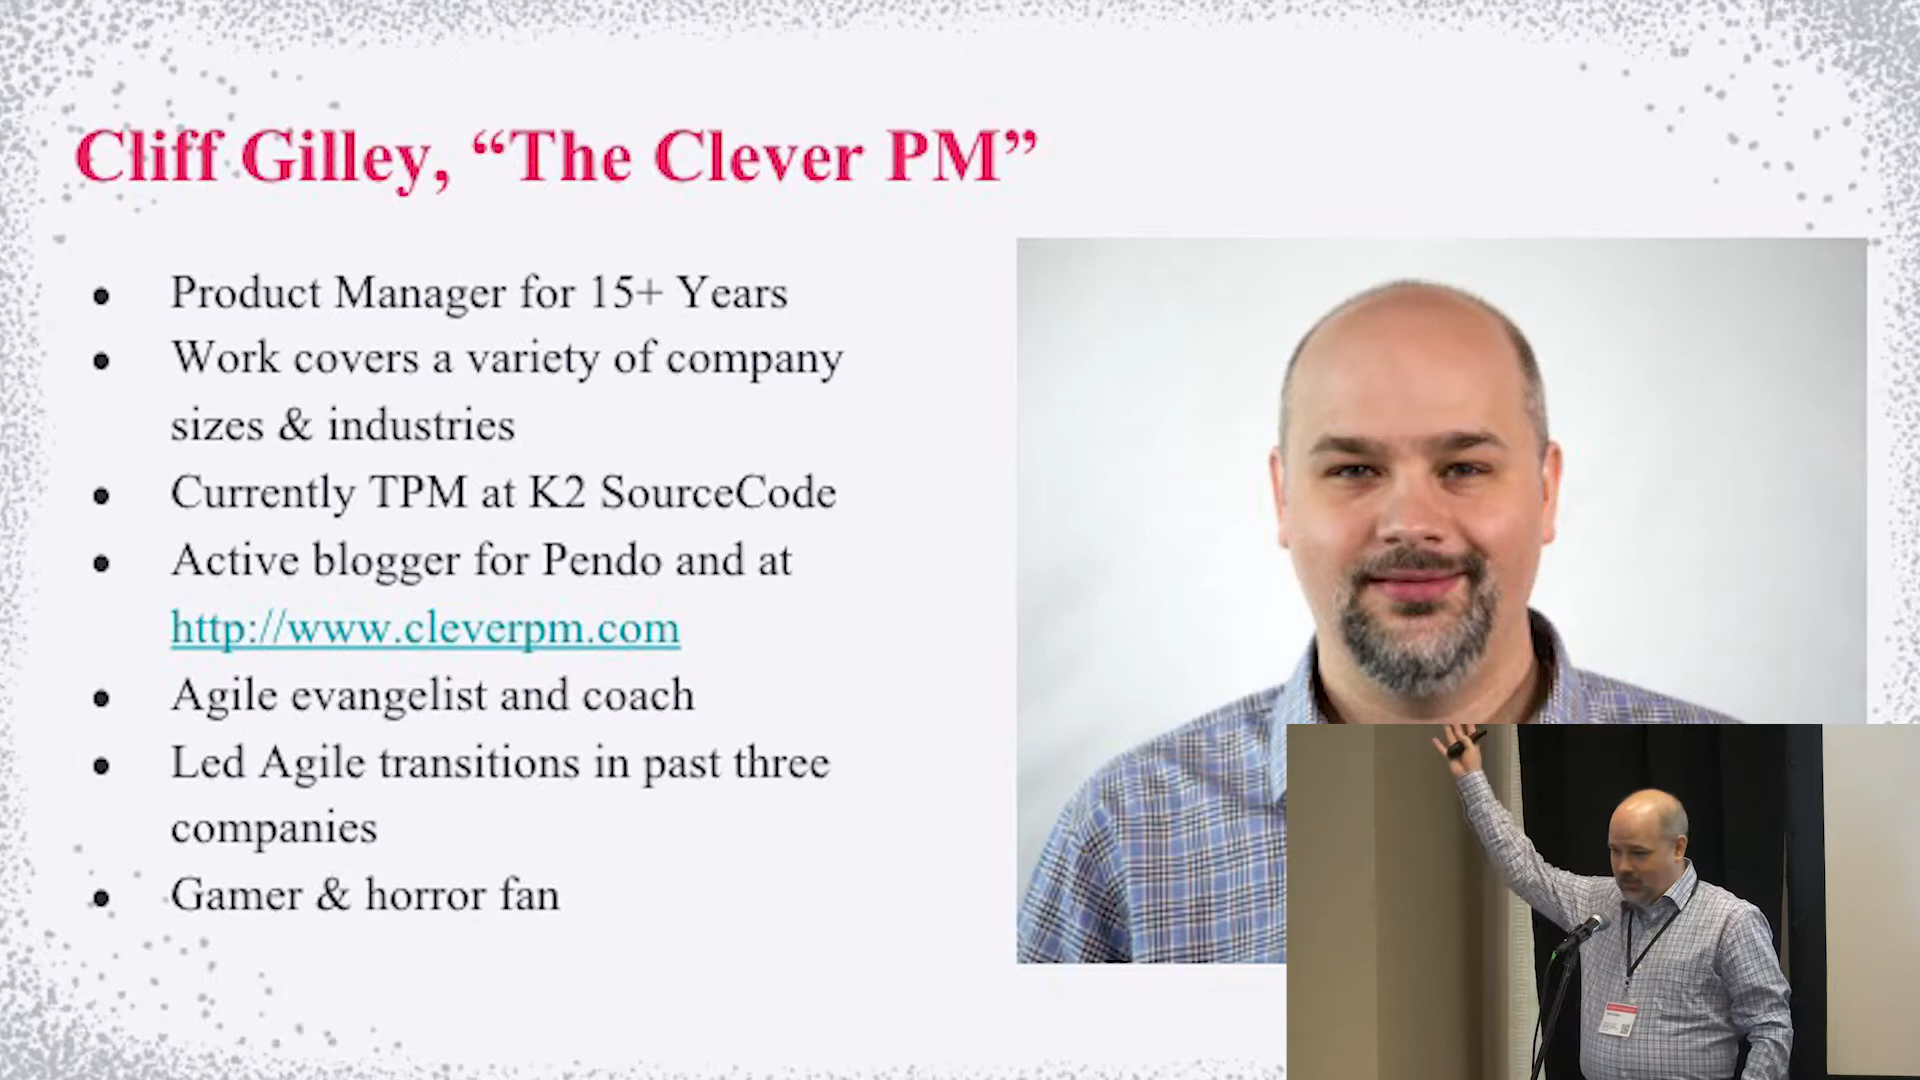 Cliff Gilley, “The Clever PM”
● Product Manager for 15+ Years
● Work covers a variety of company
sizes & industries
● Currently TPM at K2 SourceCode
● Active blogger for Pendo and at
http://www.cleverpm.com
● Agile evangelist and coach
● Led Agile transitions in past three
companies
● Gamer & horror fan